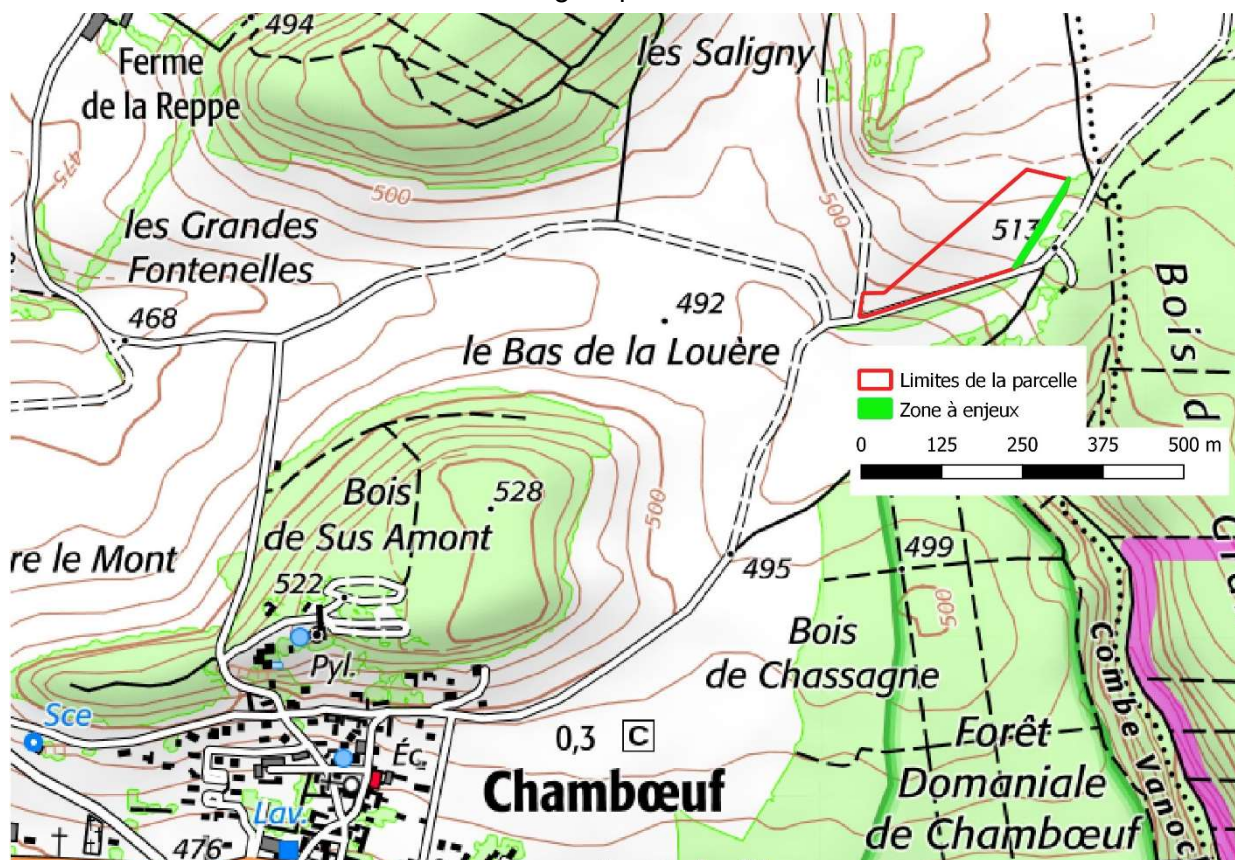 494
Ferme
de la Reppe
les Saligny
475
500
500
les Grandes
Fontenelles
513
468
492
le Bas de la Louère
Bois d
Limites de la parcelle
Zone à enjeux
0 125 250 375 500 m
Bois
de Sus Amont
528
500
re le Mont
522
495
499
500
Pyl.
Bois
de Chassagne
Combe Vanoc
Sce
0,3 C
Éc.
Forêt
Domaniale
de Chambœuf
Chambœuf
Lav.
476